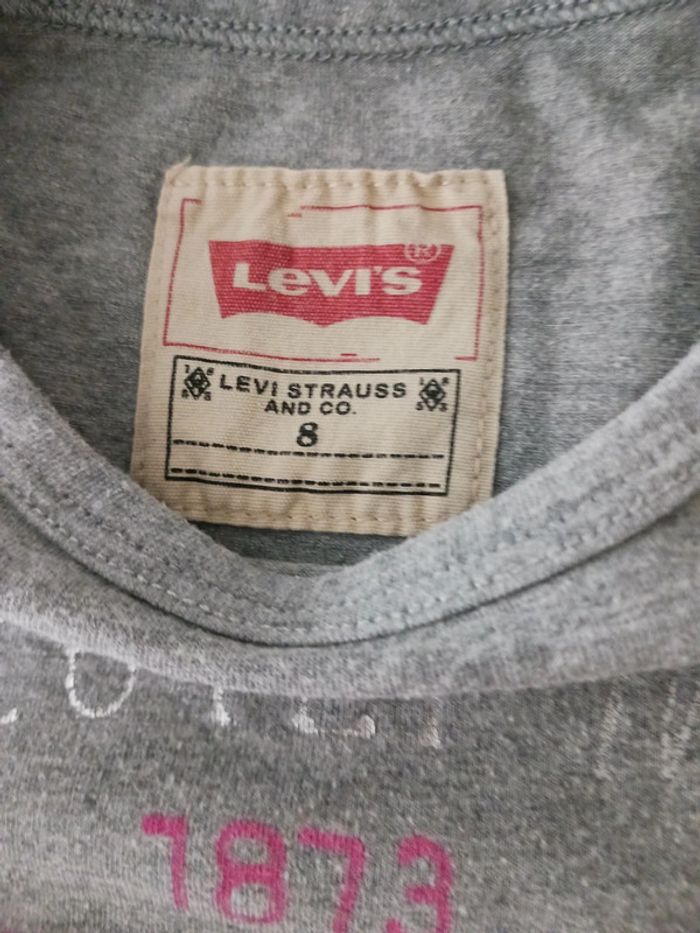 Levi's ®
LEVI STRAUSS
AND CO.
8
1873